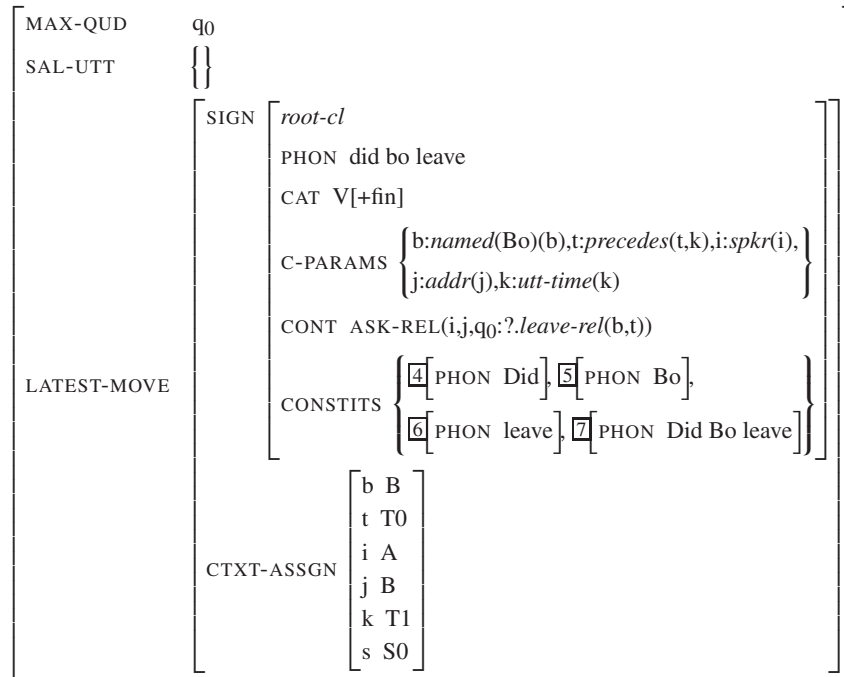 MAX-QUD q0
SAL-UTT {}
SIGN root-cl
PHON did bo leave
CAT V[+fin]
C-PARAMS {b:named(Bo)(b),t:precedes(t,k),i:spkr(i),
j:addr(j),k:utt-time(k)}
CONT ASK-REL(i,j,q0:?.leave-rel(b,t))
LATEST-MOVE
CONSTITS {4[PHON Did], 5[PHON Bo],
6[PHON leave], 7[PHON Did Bo leave]}
CTXT-ASSGN
b B
t T0
i A
j B
k T1
s S0